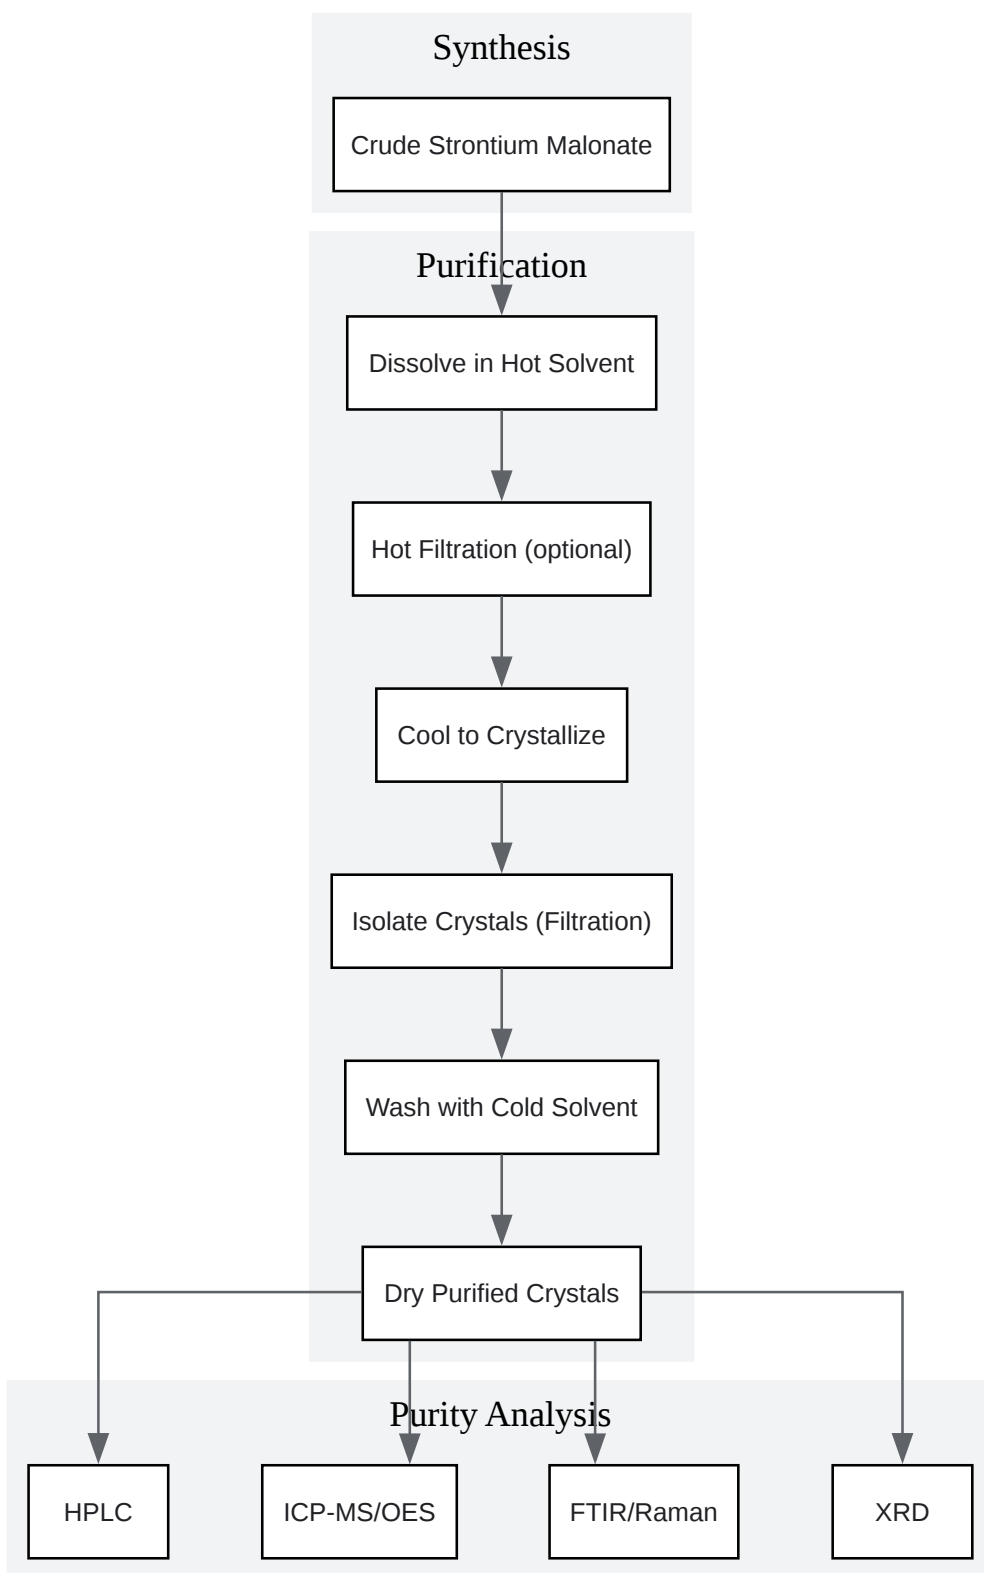 Synthesis
Crude Strontium Malonate
Purification
Dissolve in Hot Solvent
Hot Filtration (optional)
Cool to Crystallize
Isolate Crystals (Filtration)
Wash with Cold Solvent
Dry Purified Crystals
Purity Analysis
HPLC
ICP-MS/OES
FTIR/Raman
XRD